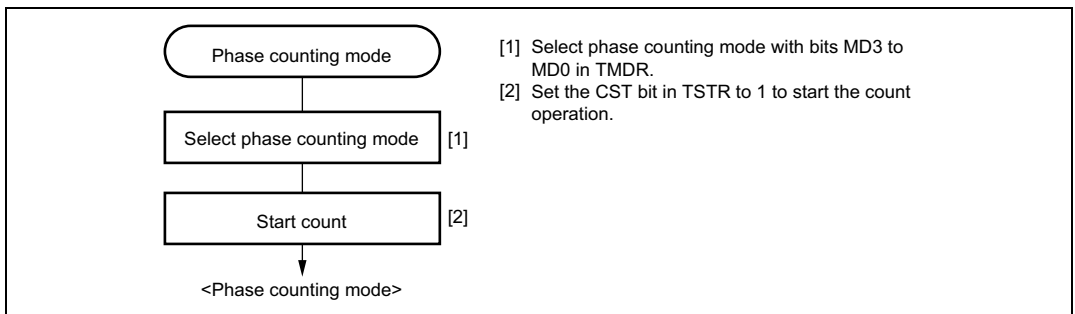 Phase counting mode
Select phase counting mode [1]
Start count [2]
<Phase counting mode>
[1] Select phase counting mode with bits MD3 to
MD0 in TMDR.
[2] Set the CST bit in TSTR to 1 to start the count
operation.